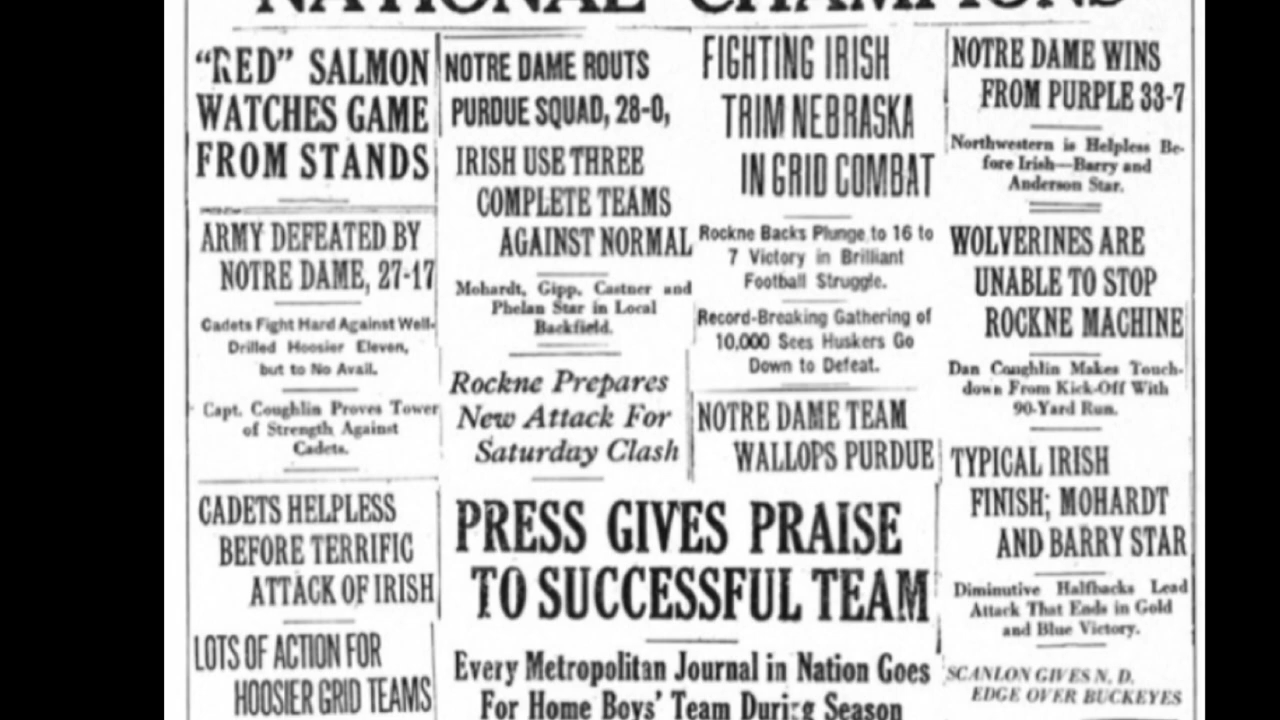 NATIONAL CHAMPIONS
"RED" SALMON
WATCHES GAME
FROM STANDS
ARMY DEFEATED BY
NOTRE DAME, 27-17
Cadets Fight Hard Against Well-
Drilled Hoosier Eleven,
but to No Avail.
Capt. Coughlin Proves Tower
of Strength Against
Cadets.
CADETS HELPLESS
BEFORE TERRIFIC
ATTACK OF IRISH
LOTS OF ACTION FOR
HOOSIER GRID TEAMS
NOTRE DAME ROUTS
PURDUE SQUAD, 28-0,
IRISH USE THREE
COMPLETE TEAMS
AGAINST NORMAL
Mohardt, Gipp, Castner and
Phelan Star in Local
Backfield.
Rockne Prepares
New Attack For
Saturday Clash
FIGHTING IRISH
TRIM NEBRASKA
IN GRID COMBAT
Rockne Backs Plunge to 16 to
7 Victory in Brilliant
Football Struggle.
Record-Breaking Gathering of
10,000 Sees Huskers Go
Down to Defeat.
NOTRE DAME TEAM
WALLOPS PURDUE
PRESS GIVES PRAISE
TO SUCCESSFUL TEAM
Every Metropolitan Journal in Nation Goes
For Home Boys' Team During Season
NOTRE DAME WINS
FROM PURPLE 33-7
Northwestern is Helpless Be-
fore Irish—Barry and
Anderson Star.
WOLVERINES ARE
UNABLE TO STOP
ROCKNE MACHINE
Dan Coughlin Makes Touch-
down From Kick-Off With
90-Yard Run.
TYPICAL IRISH
FINISH; MOHARDT
AND BARRY STAR
Diminutive Halfbacks Lead
Attack That Ends in Gold
and Blue Victory.
SCANLON GIVES N. D.
EDGE OVER BUCKEYES